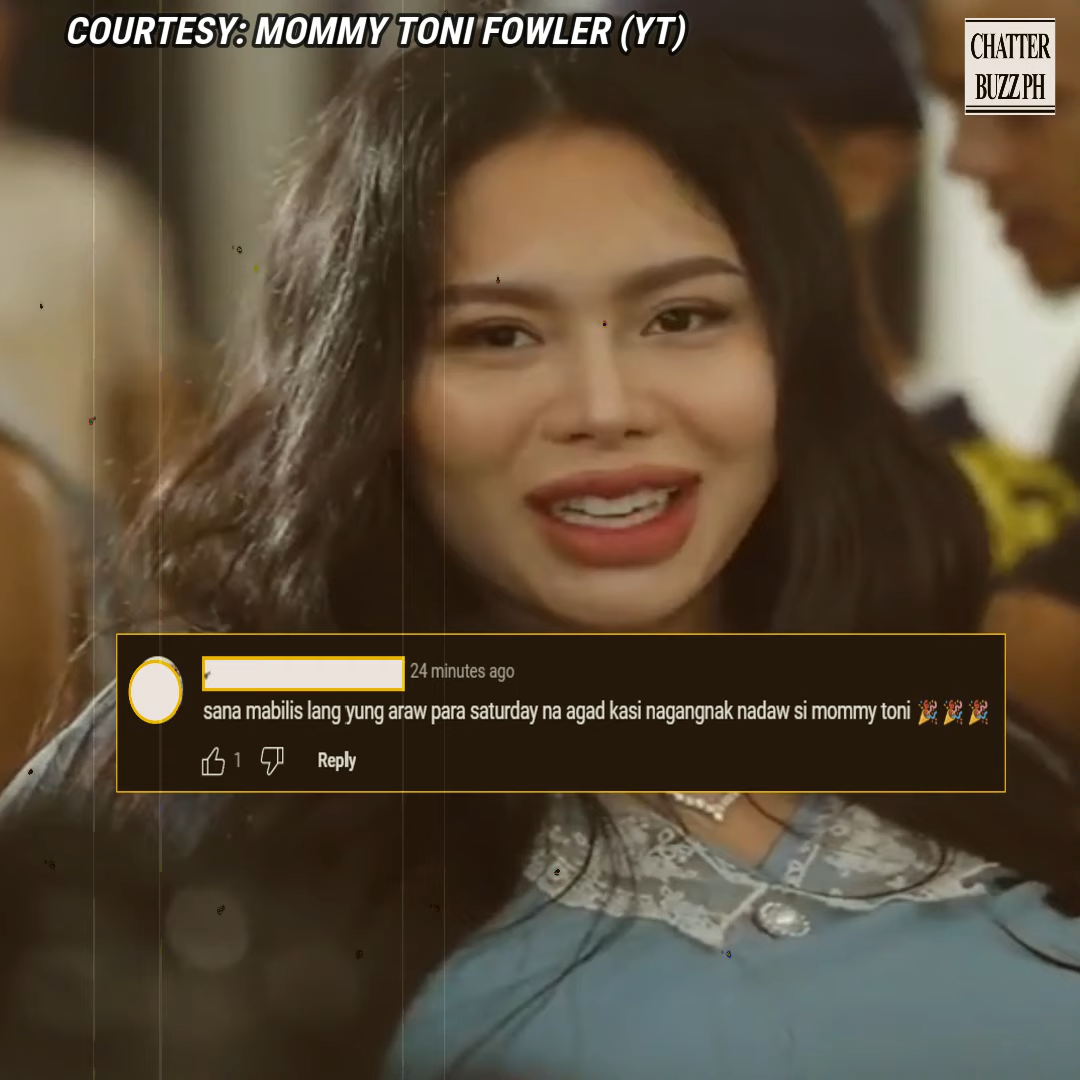 COURTESY: MOMMY TONI FOWLER (YT)
CHATTER
BUZZ PH
24 minutes ago
sana mabilis lang yung araw para saturday na agad kasi nagangnak nadaw si mommy toni 🎉🎉🎉
1
Reply